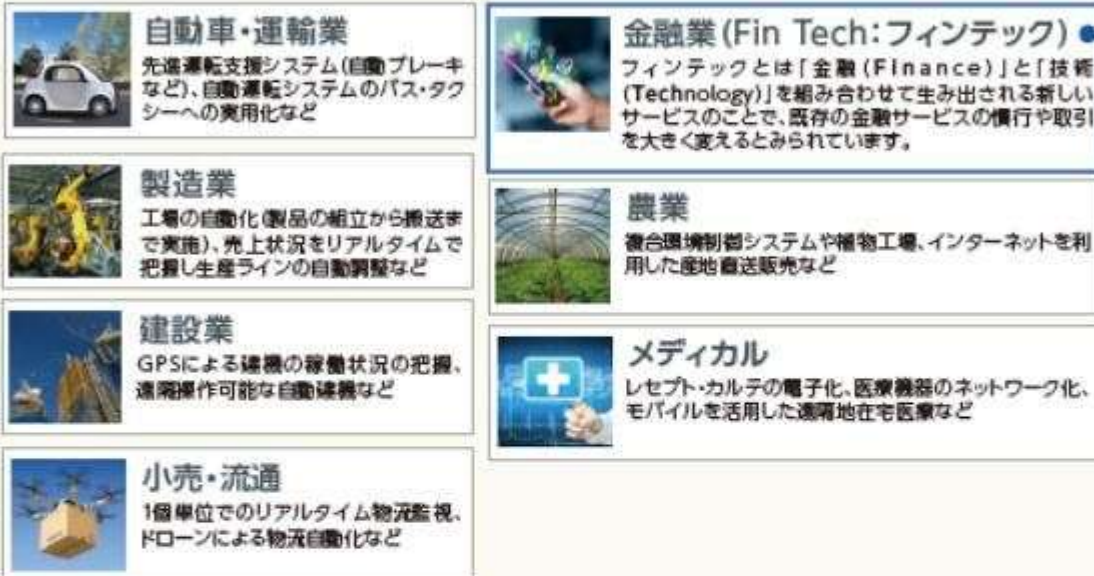 自動車・運輸業
先進運転支援システム(自動ブレーキ
など)、自動運転システムのバス・タク
シーへの実用化など
製造業
工場の自動化(製品の組立から搬送ま
で実施)、売上状況をリアルタイムで
把握し生産ラインの自動調整など
建設業
GPSによる建機の稼働状況の把握、
遠隔操作可能な自動建機など
小売・流通
1個単位でのリアルタイム物流監視、
ドローンによる物流自動化など
金融業(Fin Tech:フィンテック)
フィンテックとは「金融(Finance)」と「技術
(Technology)」を組み合わせて生み出される新しい
サービスのことで、既存の金融サービスの慣行や取引
を大きく変えるとみられています。
農業
複合環境制御システムや植物工場、インターネットを利
用した産地直送販売など
メディカル
レセプト・カルテの電子化、医療機器のネットワーク化、
モバイルを活用した遠隔地在宅医療など